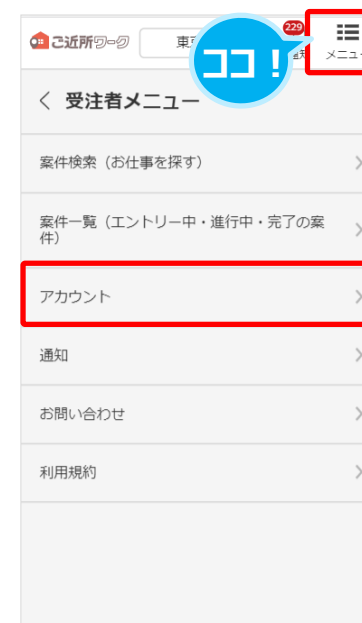 ご近所ワーク
東
229
ココ！
メニュー
受注者メニュー
案件検索（お仕事を探す）
案件一覧（エントリー中・進行中・完了の案
件）
アカウント
通知
お問い合わせ
利用規約